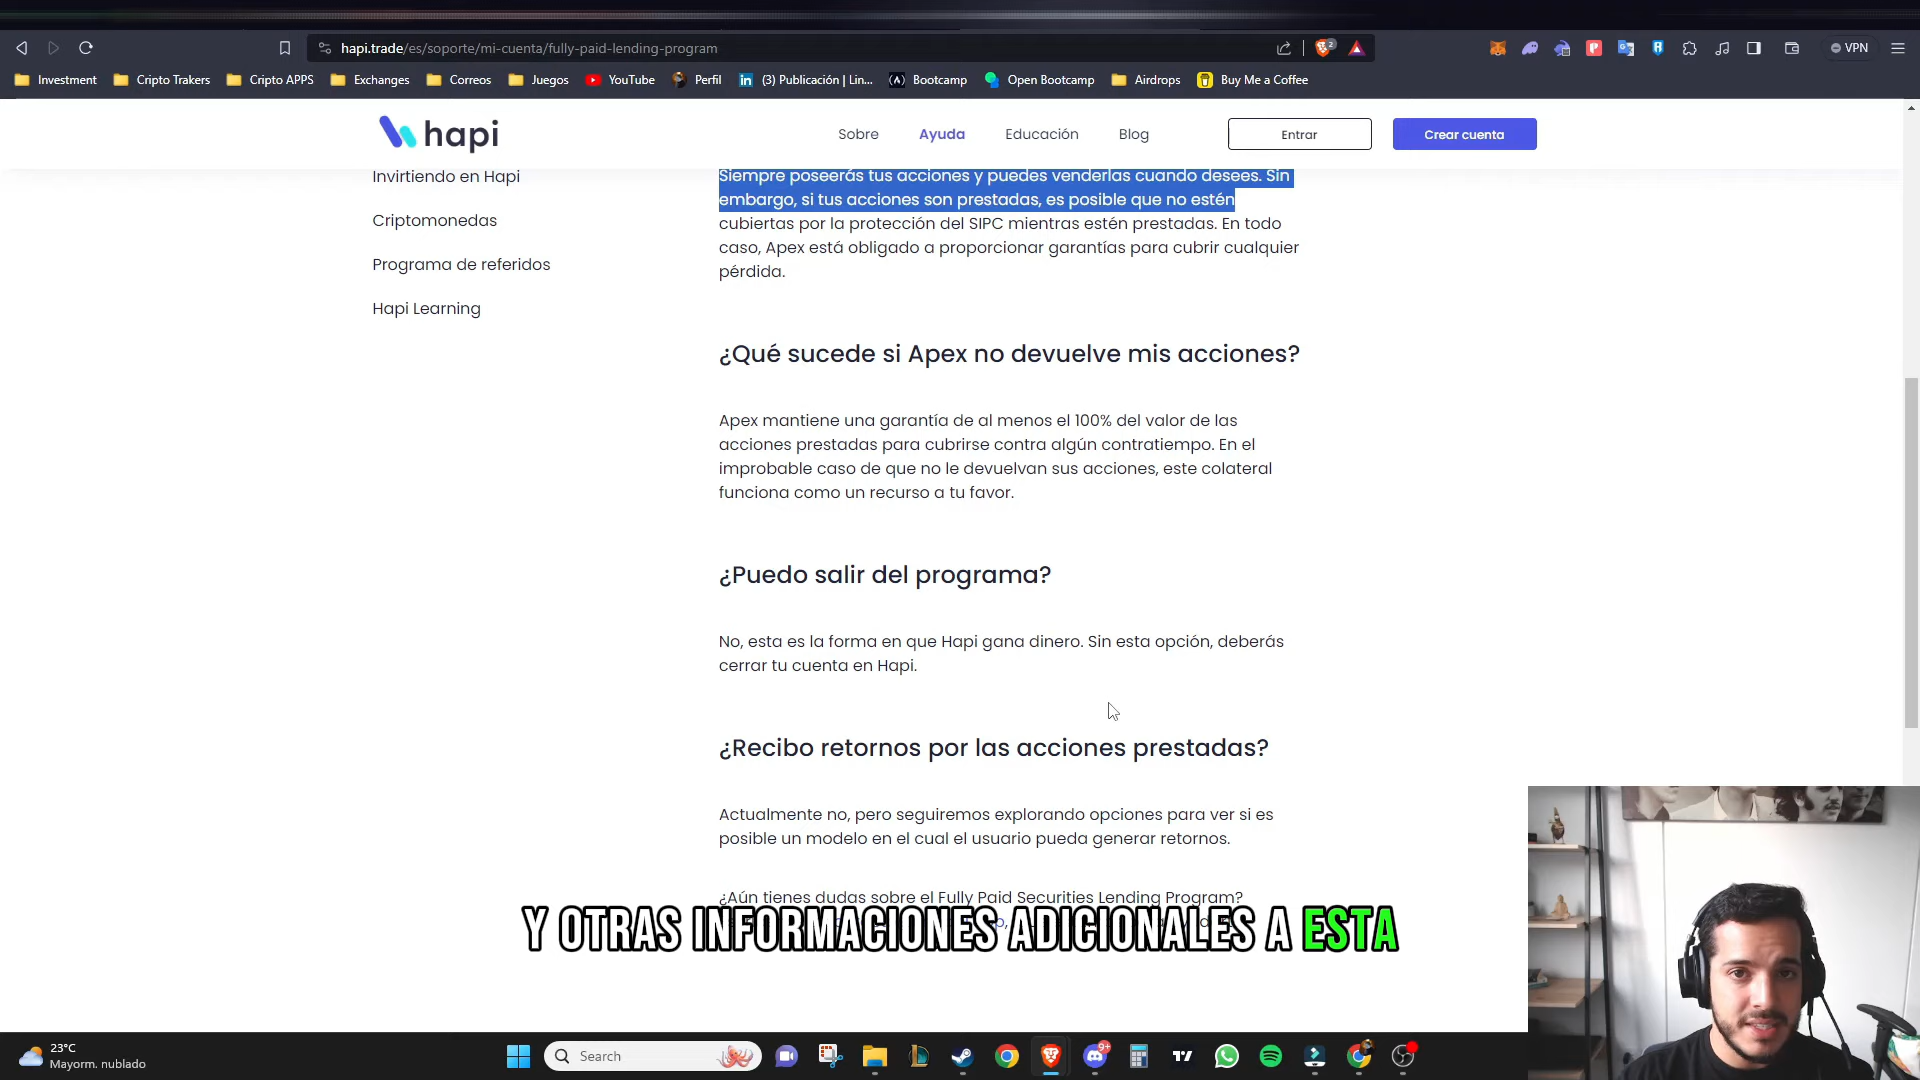 hapi.trade/es/soporte/mi-cuenta/fully-paid-lending-program
VPN
Investment
Cripto Trakers
Cripto APPS
Exchanges
Correos
Juegos
YouTube
Perfil
(3) Publicación | Lin...
Bootcamp
Open Bootcamp
Airdrops
Buy Me a Coffee
hapi
Sobre
Ayuda
Educación
Blog
Entrar
Crear cuenta
Invirtiendo en Hapi
Criptomonedas
Programa de referidos
Hapi Learning
Siempre poseerás tus acciones y puedes venderlas cuando desees. Sin
embargo, si tus acciones son prestadas, es posible que no estén
cubiertas por la protección del SIPC mientras estén prestadas. En todo
caso, Apex está obligado a proporcionar garantías para cubrir cualquier
pérdida.
¿Qué sucede si Apex no devuelve mis acciones?
Apex mantiene una garantía de al menos el 100% del valor de las
acciones prestadas para cubrirse contra algún contratiempo. En el
improbable caso de que no le devuelvan sus acciones, este colateral
funciona como un recurso a tu favor.
¿Puedo salir del programa?
No, esta es la forma en que Hapi gana dinero. Sin esta opción, deberás
cerrar tu cuenta en Hapi.
¿Recibo retornos por las acciones prestadas?
Actualmente no, pero seguiremos explorando opciones para ver si es
posible un modelo en el cual el usuario pueda generar retornos.
¿Aún tienes dudas sobre el Fully Paid Securities Lending Program?
Y OTRAS INFORMACIONES ADICIONALES A ESTA
23°C
Mayorm. nublado
Search
9+